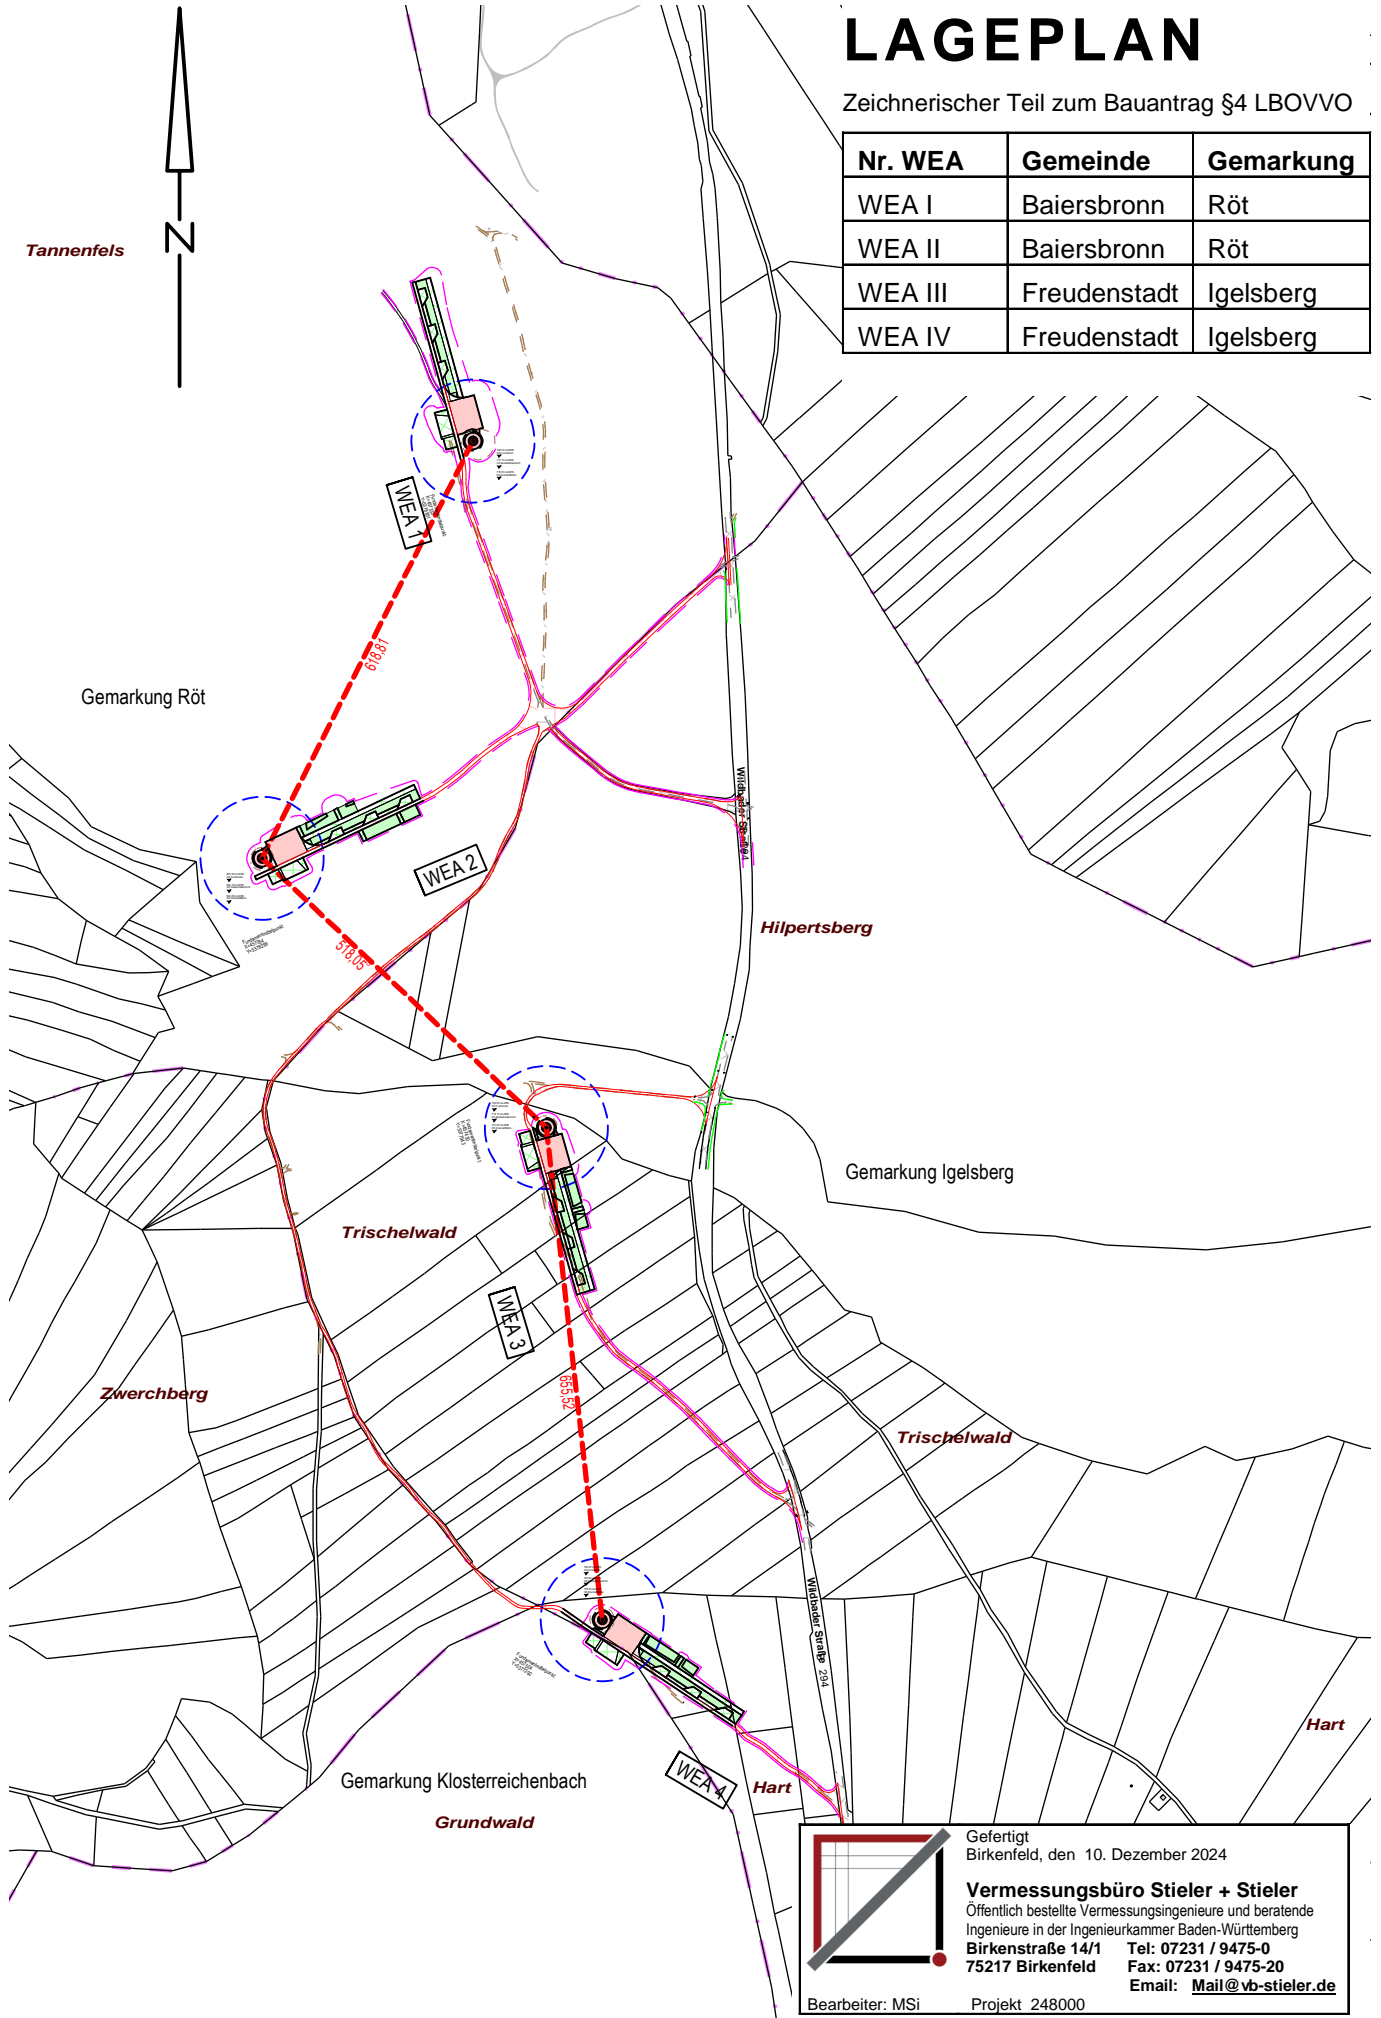 LAGEPLAN
Zeichnerischer Teil zum Bauantrag §4 LBOVVO
Nr. WEA Gemeinde Gemarkung
WEA I Baiersbronn Röt
WEA II Baiersbronn Röt
WEA III Freudenstadt Igelsberg
WEA IV Freudenstadt Igelsberg
N
Tannenfels
WEA 1
618,81
Gemarkung Röt
Wildbader Straße 294
WEA 2
Hilpertsberg
518,05
Gemarkung Igelsberg
Trischelwald
WEA 3
655,52
Zwerchberg
Trischelwald
Wildbader Straße 294
Hart
Gemarkung Klosterreichenbach
WEA 4
Hart
Grundwald
Gefertigt
Birkenfeld, den 10. Dezember 2024
Vermessungsbüro Stieler + Stieler
Öffentlich bestellte Vermessungsingenieure und beratende
Ingenieure in der Ingenieurkammer Baden-Württemberg
Birkenstraße 14/1 Tel: 07231 / 9475-0
75217 Birkenfeld Fax: 07231 / 9475-20
Email: Mail@vb-stieler.de
Bearbeiter: MSi Projekt 248000